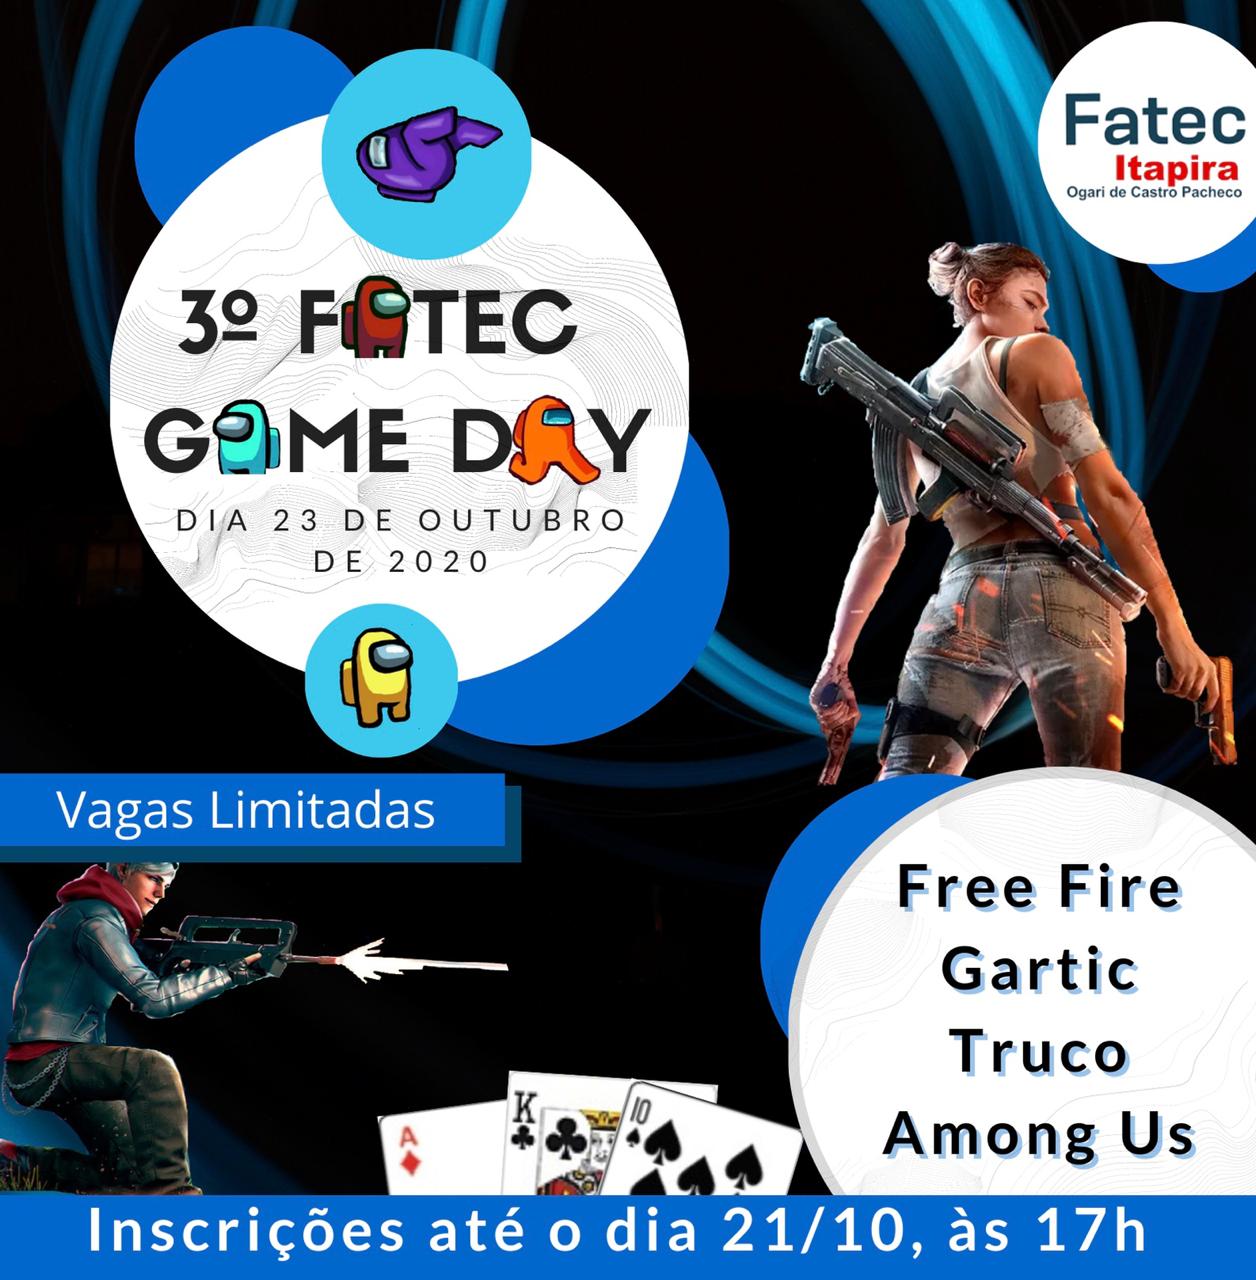 Fatec
Itapira
Ogari de Castro Pacheco
3º FATEC
GAME DAY
DIA 23 DE OUTUBRO
DE 2020
Vagas Limitadas
Free Fire
Gartic
Truco
Among Us
A
K
10
Inscrições até o dia 21/10, às 17h